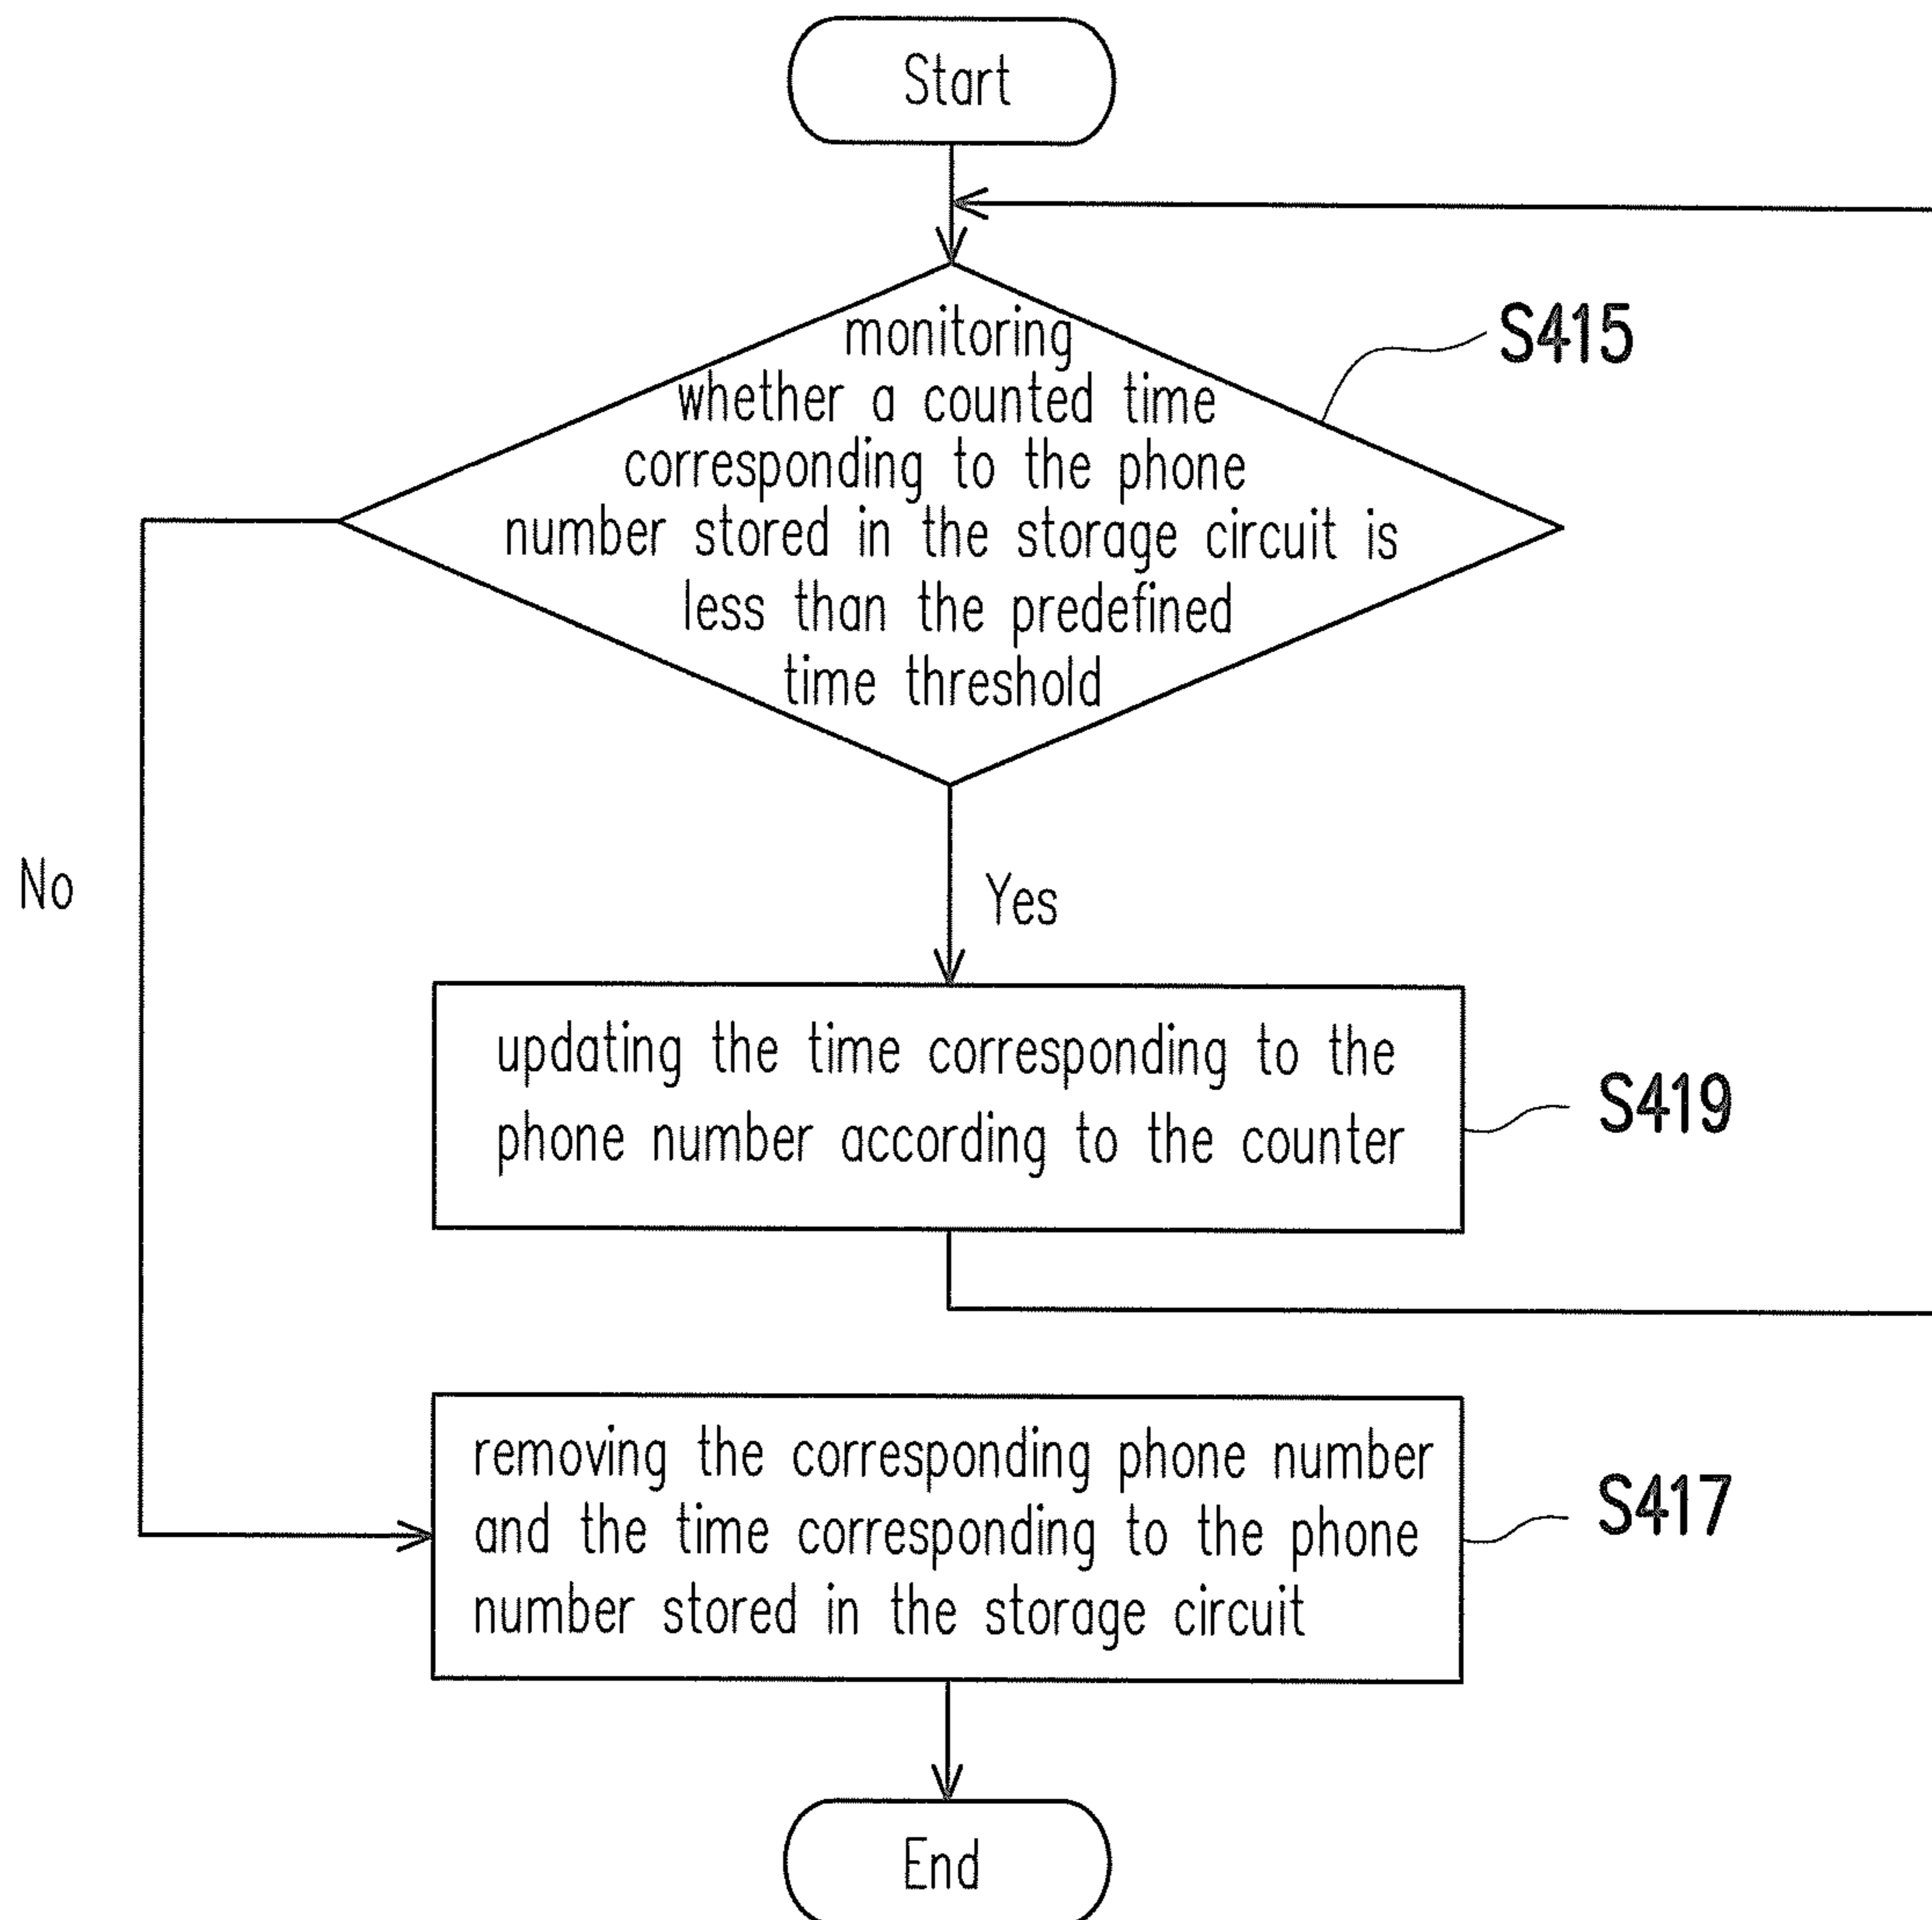 Start
monitoring
whether a counted time
corresponding to the phone
number stored in the storage circuit is
less than the predefined
time threshold
S415
No
Yes
updating the time corresponding to the
phone number according to the counter
S419
removing the corresponding phone number
and the time corresponding to the phone
number stored in the storage circuit
S417
End